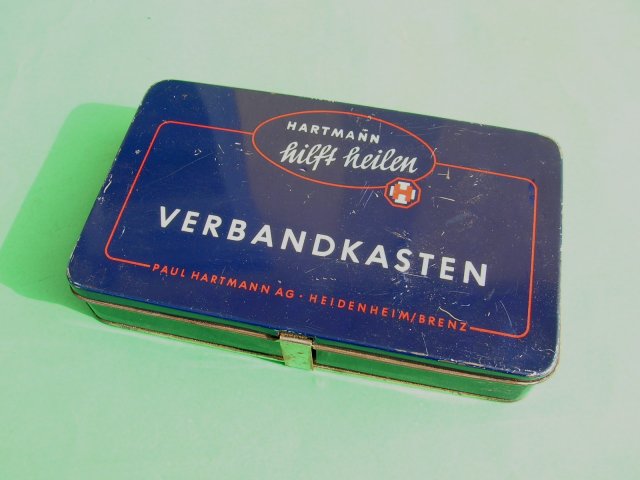 HARTMANN
hilft heilen
H
VERBANDKASTEN
PAUL HARTMANN AG · HEIDENHEIM/BRENZ